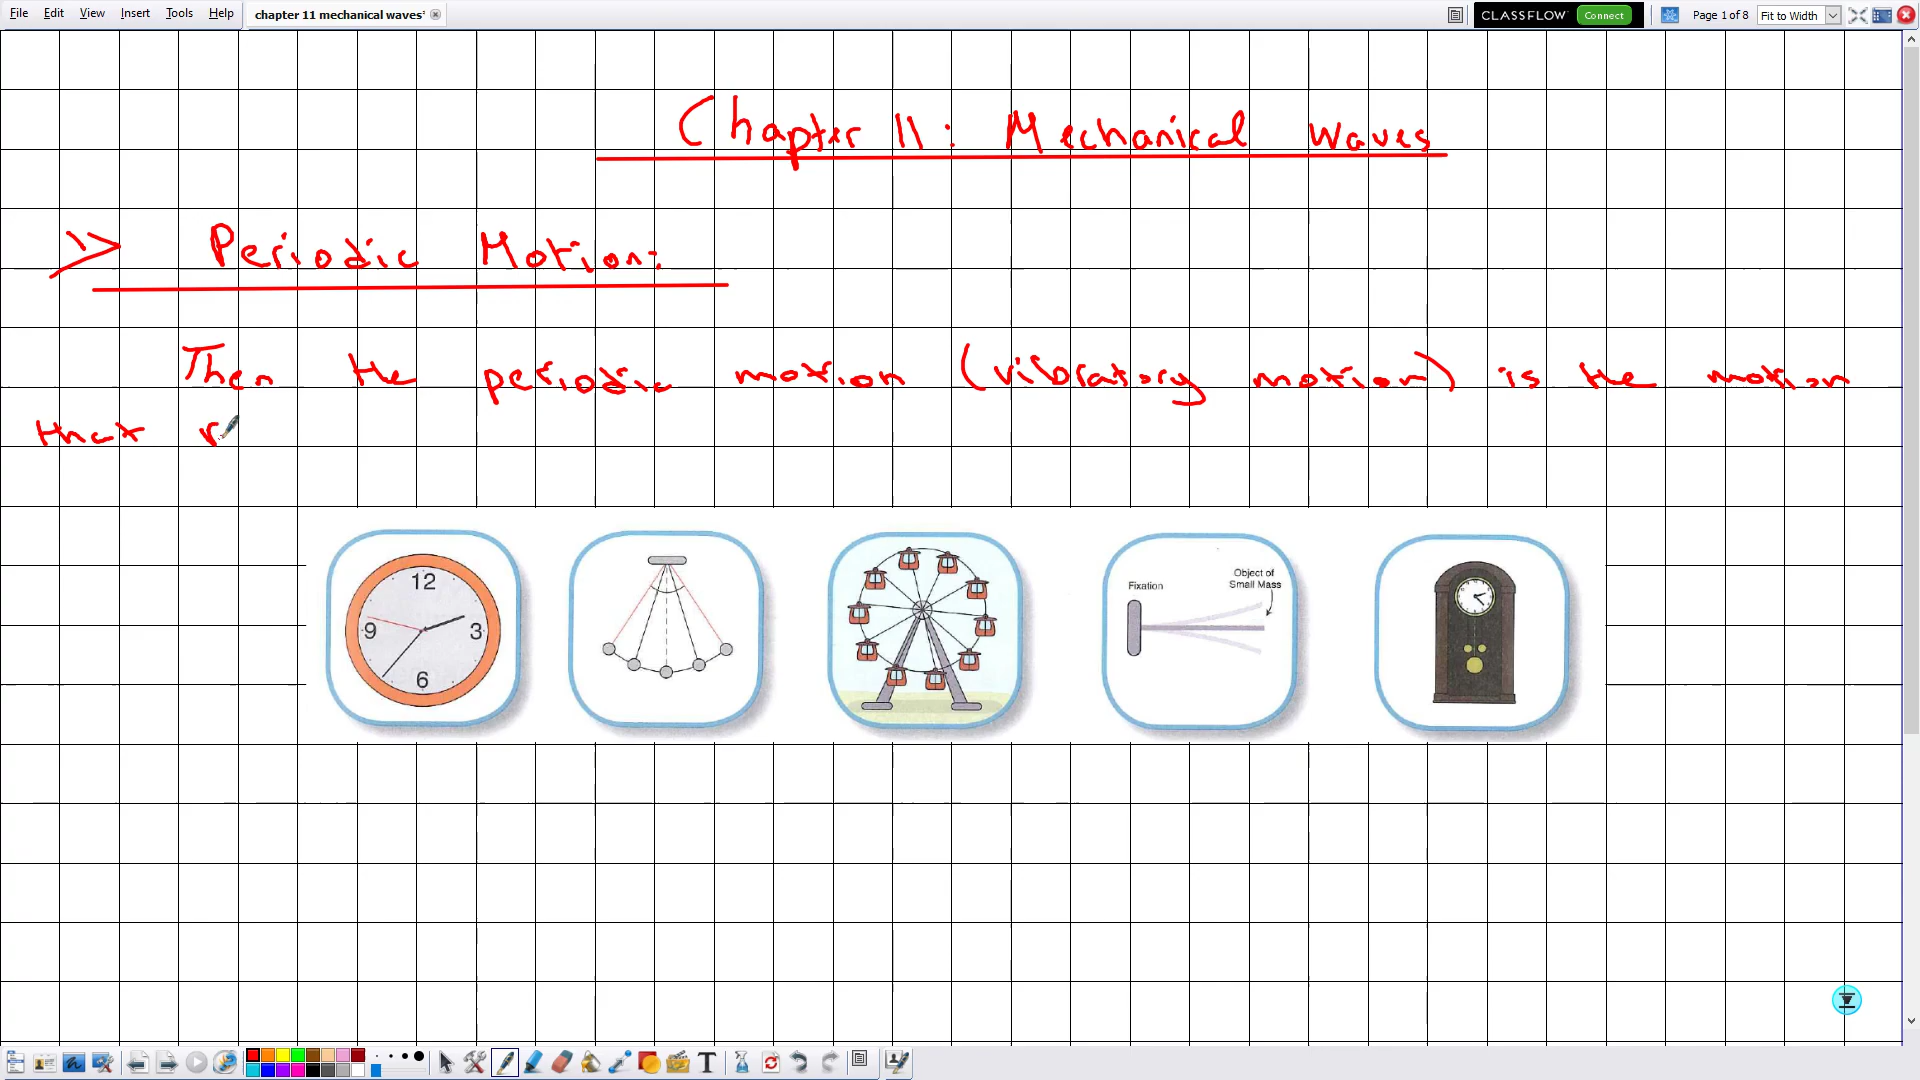 File Edit View Insert Tools Help chapter 11 mechanical waves* CLASSFLOW Connect Page 1 of 8 Fit to Width
Chapter 11: Mechanical Waves
1> Periodic Motion:
Then the periodic motion (vibratory motion) is the motion
that r
12
9 3
6
Fixation
Object of
Small Mass
T